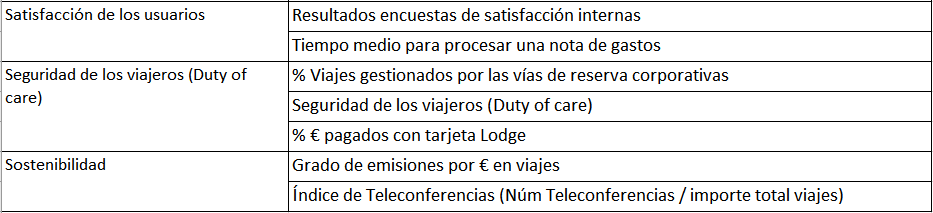 Satisfacción de los usuarios
Resultados encuestas de satisfacción internas
Tiempo medio para procesar una nota de gastos
Seguridad de los viajeros (Duty of
care)
% Viajes gestionados por las vías de reserva corporativas
Seguridad de los viajeros (Duty of care)
% € pagados con tarjeta Lodge
Sostenibilidad
Grado de emisiones por € en viajes
Índice de Teleconferencias (Núm Teleconferencias / importe total viajes)